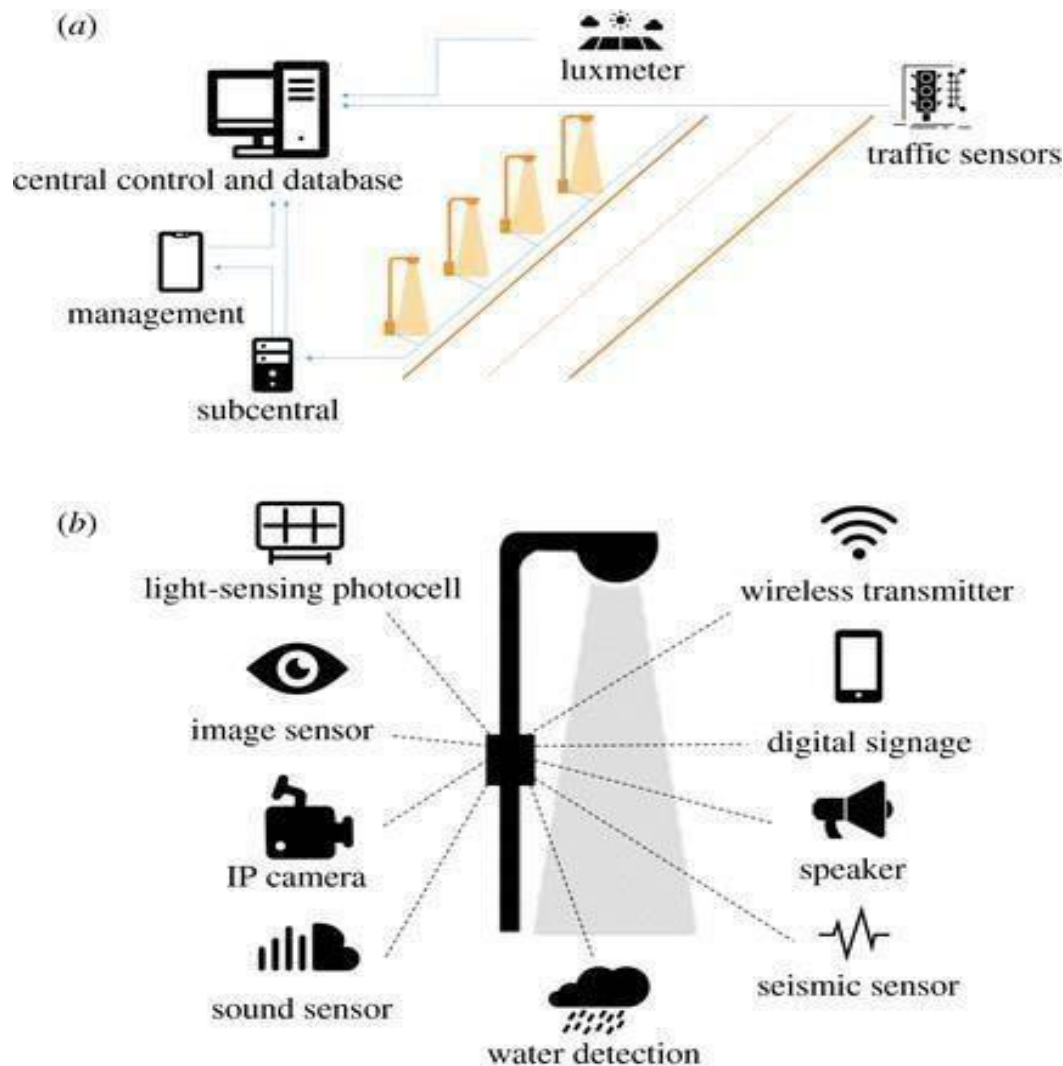 (a)
luxmeter
traffic sensors
central control and database
management
subcentral
(b)
light-sensing photocell
wireless transmitter
image sensor
digital signage
IP camera
speaker
sound sensor
seismic sensor
water detection